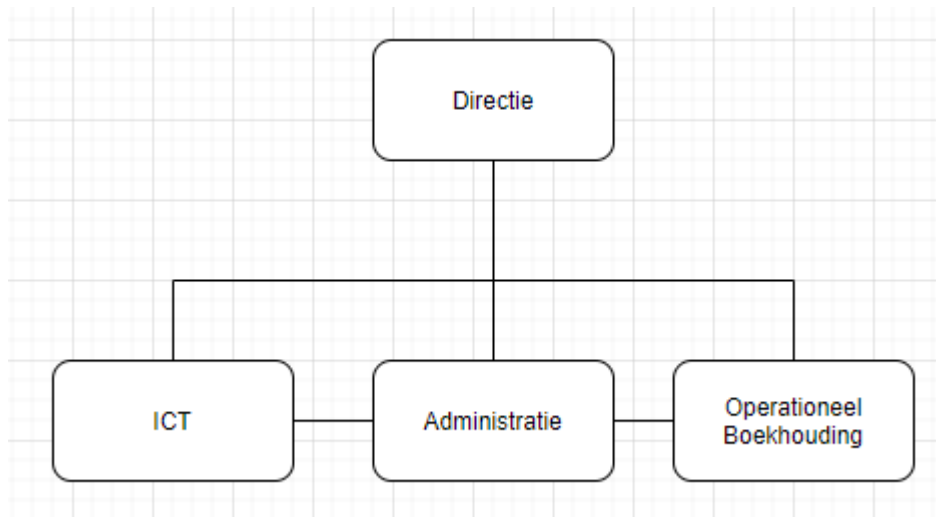 Directie
ICT
Administratie
Operationeel
Boekhouding